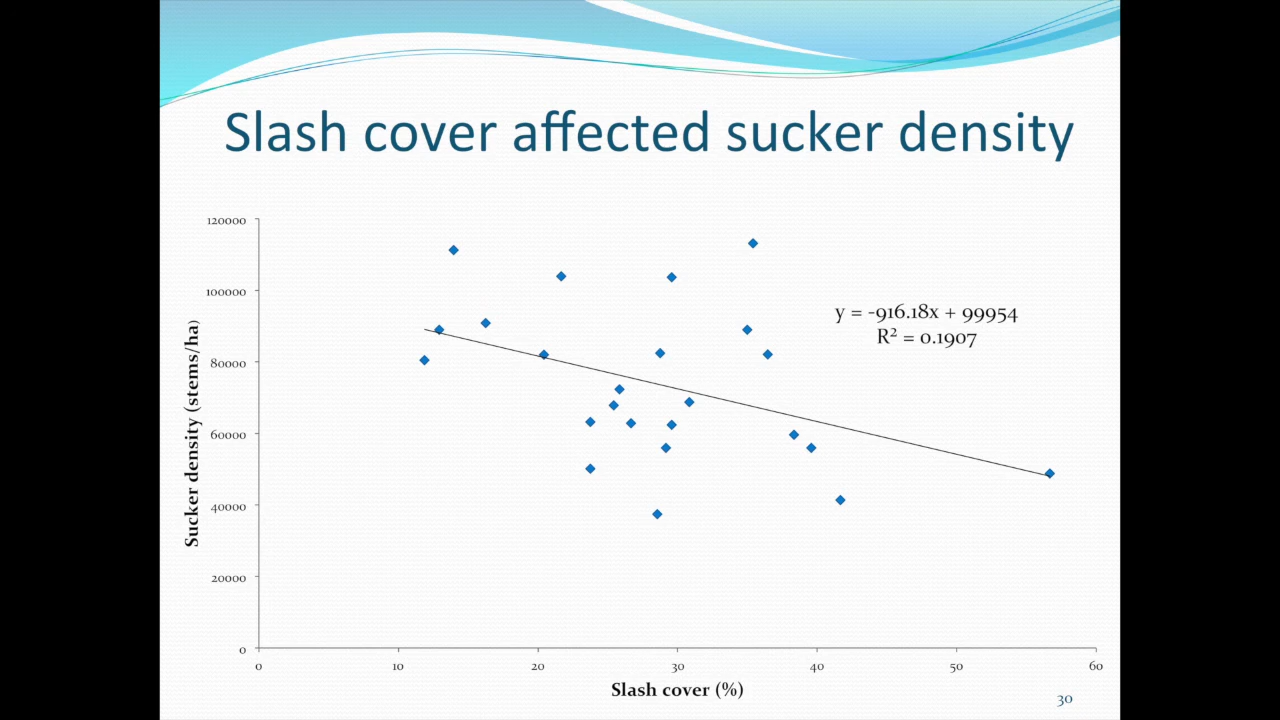 Slash cover affected sucker density
120000
100000
80000
60000
40000
20000
0
Sucker density (stems/ha)
y = -916.18x + 99954
R² = 0.1907
0 10 20 30 40 50 60
Slash cover (%)
30